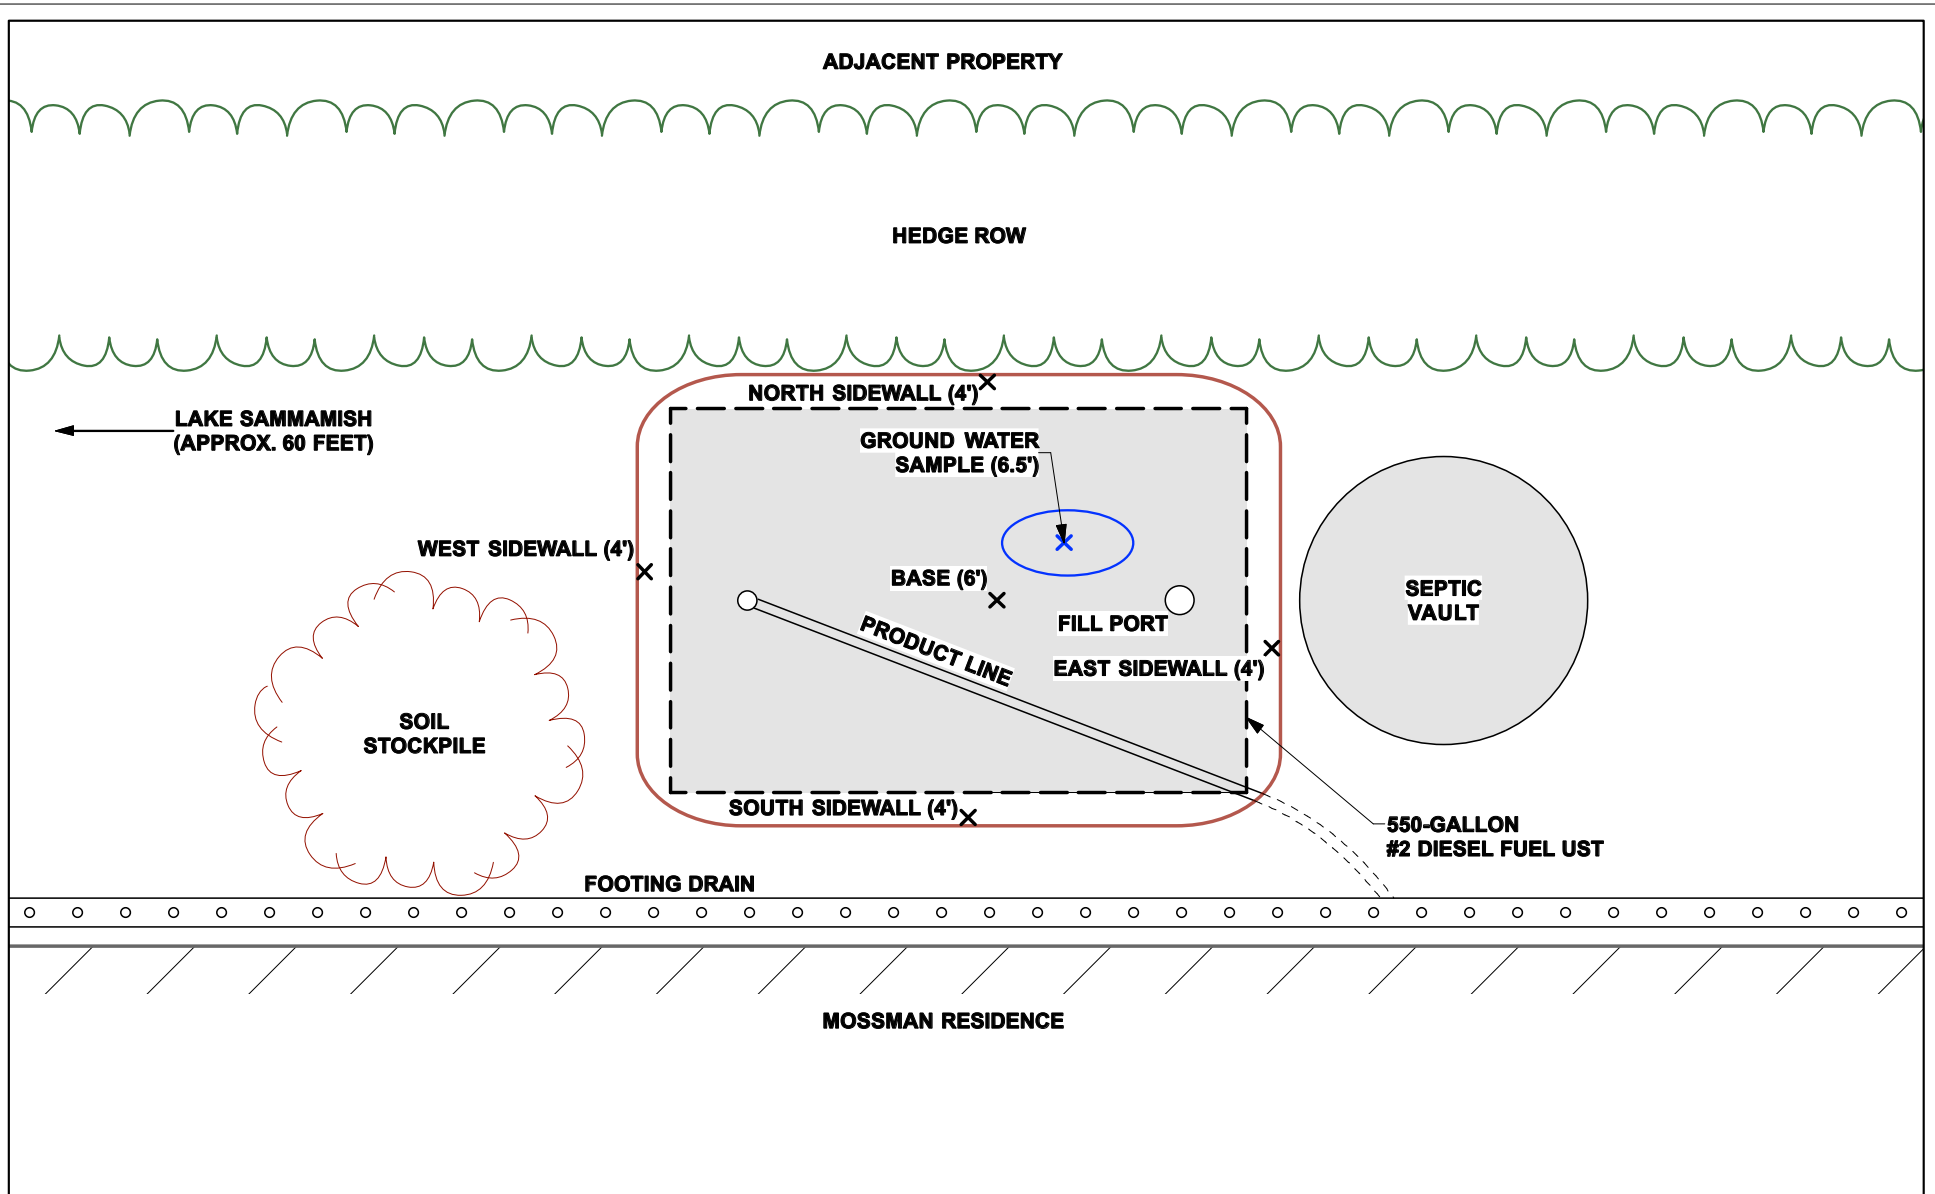 ADJACENT PROPERTY
HEDGE ROW
NORTH SIDEWALL (4')
LAKE SAMMAMISH
(APPROX. 60 FEET)
GROUND WATER
SAMPLE (6.5')
WEST SIDEWALL (4')
BASE (6')
SEPTIC
VAULT
FILL PORT
PRODUCT LINE
EAST SIDEWALL (4')
SOIL
STOCKPILE
SOUTH SIDEWALL (4')
550-GALLON
#2 DIESEL FUEL UST
FOOTING DRAIN
MOSSMAN RESIDENCE